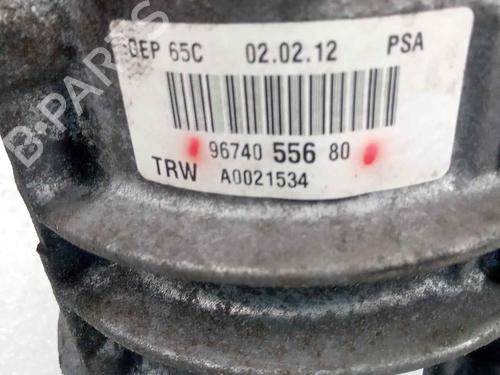 GEP 65C 02.02.12 PSA
96740 556 80
TRW A0021534
B-PARTS